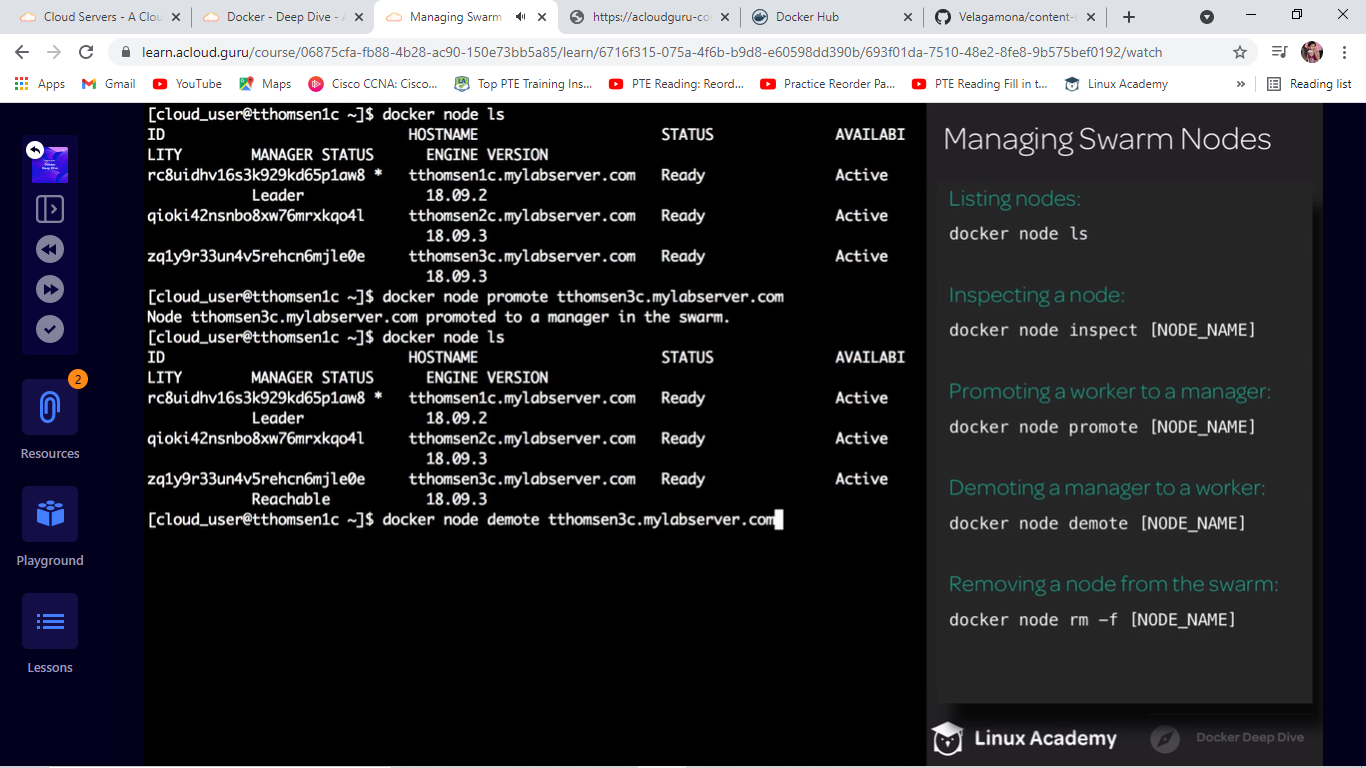 Cloud Servers - A Clou
Docker - Deep Dive - A
Managing Swarm
https://acloudguru-co
Docker Hub
Velagamona/content-
learn.acloud.guru/course/06875cfa-fb88-4b28-ac90-150e73bb5a85/learn/6716f315-075a-4f6b-b9d8-e60598dd390b/693f01da-7510-48e2-8fe8-9b575bef0192/watch
Apps
Gmail
YouTube
Maps
Cisco CCNA: Cisco...
Top PTE Training Ins...
PTE Reading: Reord...
Practice Reorder Pa...
PTE Reading Fill in t...
Linux Academy
»
Reading list
Docker
Deep Dive
2
Resources
Playground
Lessons
[cloud_user@tthomsen1c ~]$ docker node ls
ID HOSTNAME STATUS AVAILABI
LITY MANAGER STATUS ENGINE VERSION
rc8uidhv16s3k929kd65p1aw8 * tthomsen1c.mylabserver.com Ready Active
Leader 18.09.2
qioki42nsnbo8xw76mrxkqo4l tthomsen2c.mylabserver.com Ready Active
18.09.3
zq1y9r33un4v5rehcn6mjle0e tthomsen3c.mylabserver.com Ready Active
18.09.3
[cloud_user@tthomsen1c ~]$ docker node promote tthomsen3c.mylabserver.com
Node tthomsen3c.mylabserver.com promoted to a manager in the swarm.
[cloud_user@tthomsen1c ~]$ docker node ls
ID HOSTNAME STATUS AVAILABI
LITY MANAGER STATUS ENGINE VERSION
rc8uidhv16s3k929kd65p1aw8 * tthomsen1c.mylabserver.com Ready Active
Leader 18.09.2
qioki42nsnbo8xw76mrxkqo4l tthomsen2c.mylabserver.com Ready Active
18.09.3
zq1y9r33un4v5rehcn6mjle0e tthomsen3c.mylabserver.com Ready Active
Reachable 18.09.3
[cloud_user@tthomsen1c ~]$ docker node demote tthomsen3c.mylabserver.com
Managing Swarm Nodes
Listing nodes:
docker node ls
Inspecting a node:
docker node inspect [NODE_NAME]
Promoting a worker to a manager:
docker node promote [NODE_NAME]
Demoting a manager to a worker:
docker node demote [NODE_NAME]
Removing a node from the swarm:
docker node rm -f [NODE_NAME]
Linux Academy
Docker Deep Dive